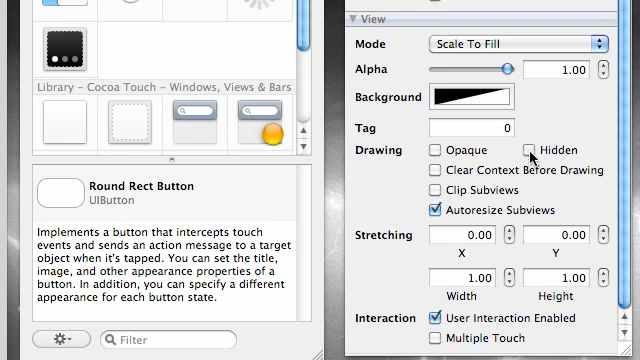 Library – Cocoa Touch – Windows, Views & Bars
Round Rect Button
UIButton
Implements a button that intercepts touch
events and sends an action message to a target
object when it's tapped. You can set the title,
image, and other appearance properties of a
button. In addition, you can specify a different
appearance for each button state.
Filter
View
Mode Scale To Fill
Alpha 1.00
Background
Tag 0
Drawing Opaque Hidden
Clear Context Before Drawing
Clip Subviews
Autoresize Subviews
Stretching 0.00 0.00
X Y
1.00 1.00
Width Height
Interaction User Interaction Enabled
Multiple Touch